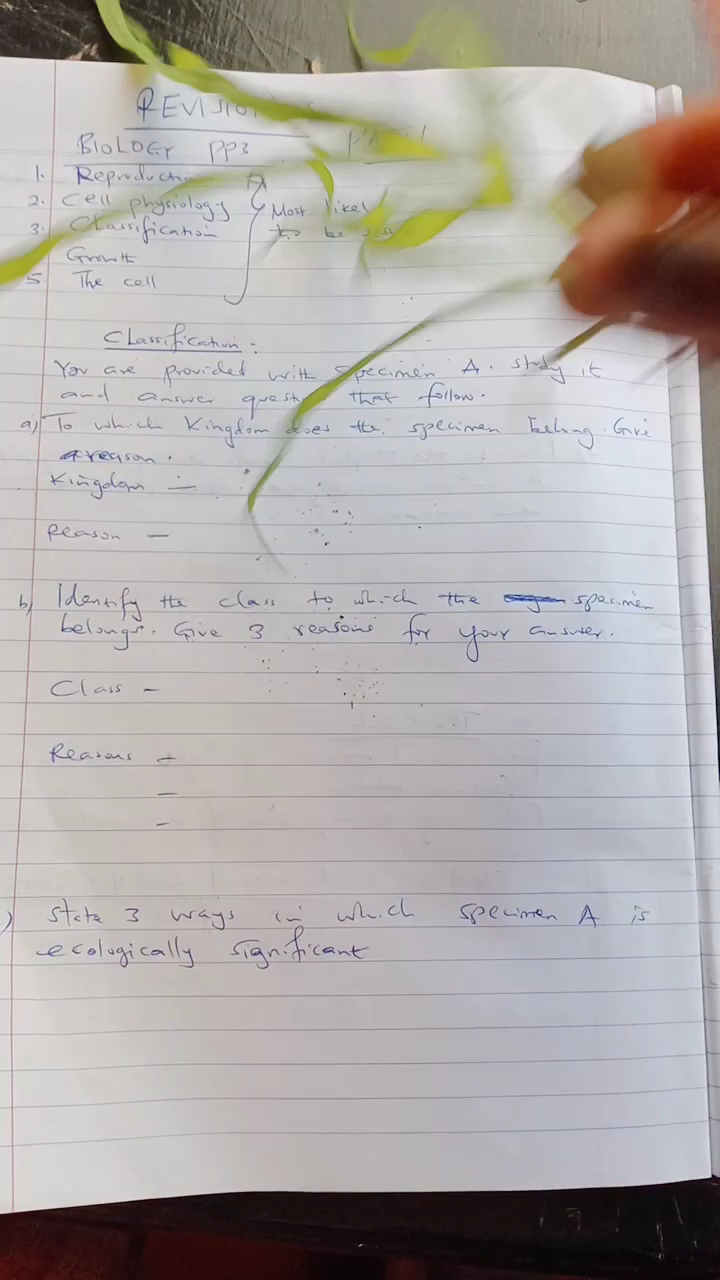 REVISION
BIOLOGY PP3
1. Reproduction
2. Cell physiology
3. Classification
Growth
5 The cell
Most likely
to be
Classification:
You are provided with specimen A. study it
and answer questions that follow.
a) To which Kingdom does the specimen belong. Give
a reason.
Kingdom -
Reason -
b) Identify the class to which the specimen
belongs. Give 3 reasons for your answer.
Class -
Reasons -
-
-
) State 3 ways in which specimen A is
ecologically significant